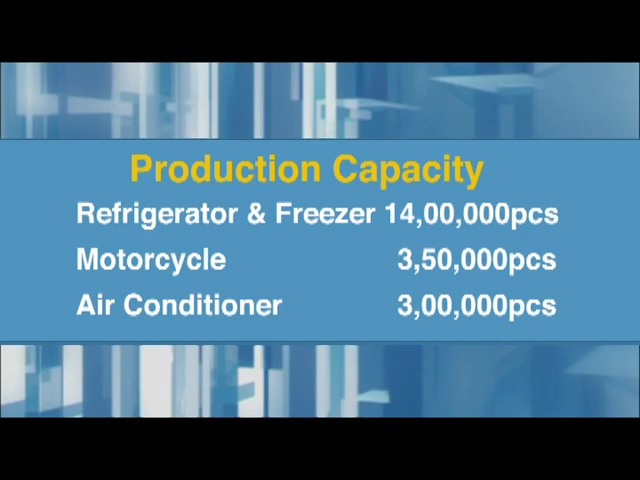 Production Capacity
Refrigerator & Freezer 14,00,000pcs
Motorcycle 3,50,000pcs
Air Conditioner 3,00,000pcs